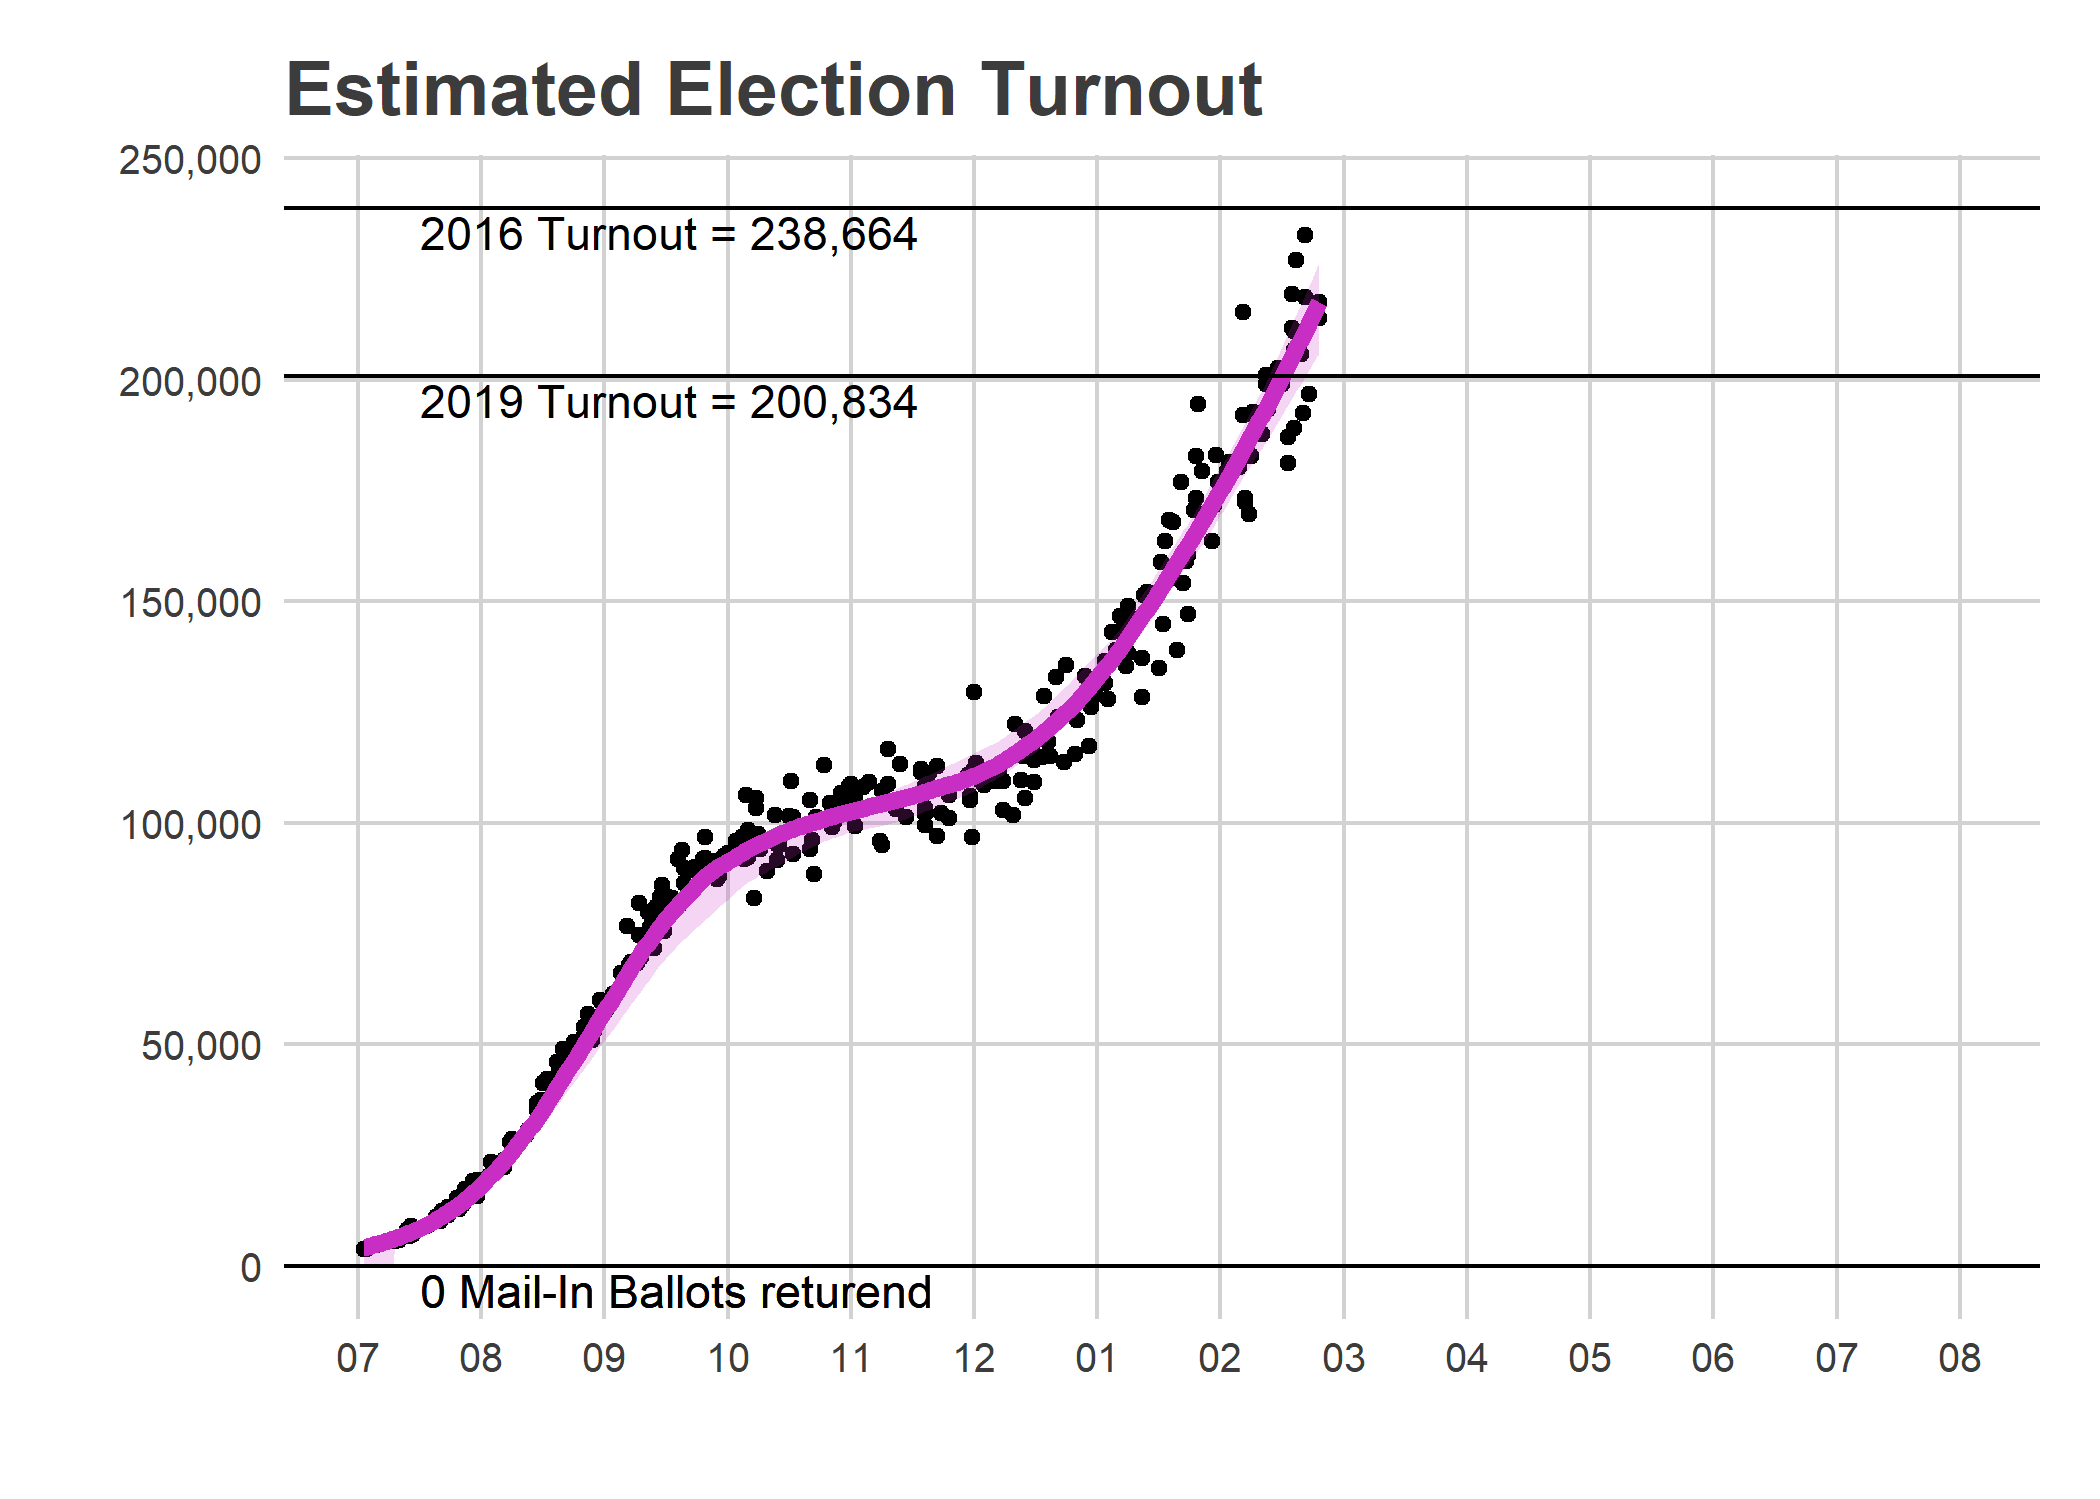 Estimated Election Turnout
250,000
2016 Turnout = 238,664
200,000
2019 Turnout = 200,834
150,000
100,000
50,000
0
0 Mail-In Ballots returend
07 08 09 10 11 12 01 02 03 04 05 06 07 08